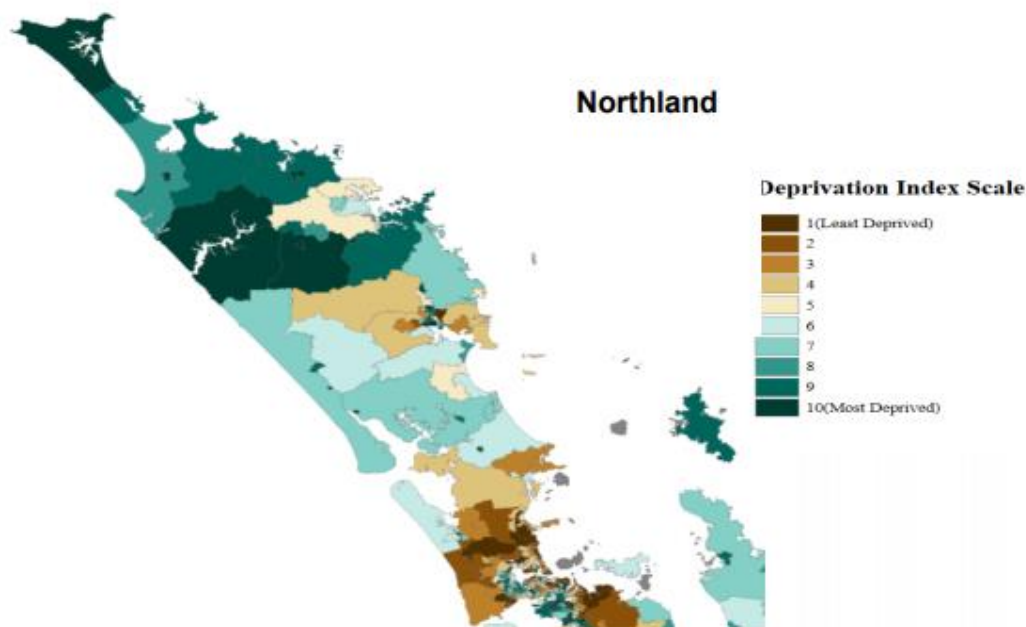 Northland
Deprivation Index Scale
1(Least Deprived)
2
3
4
5
6
7
8
9
10(Most Deprived)